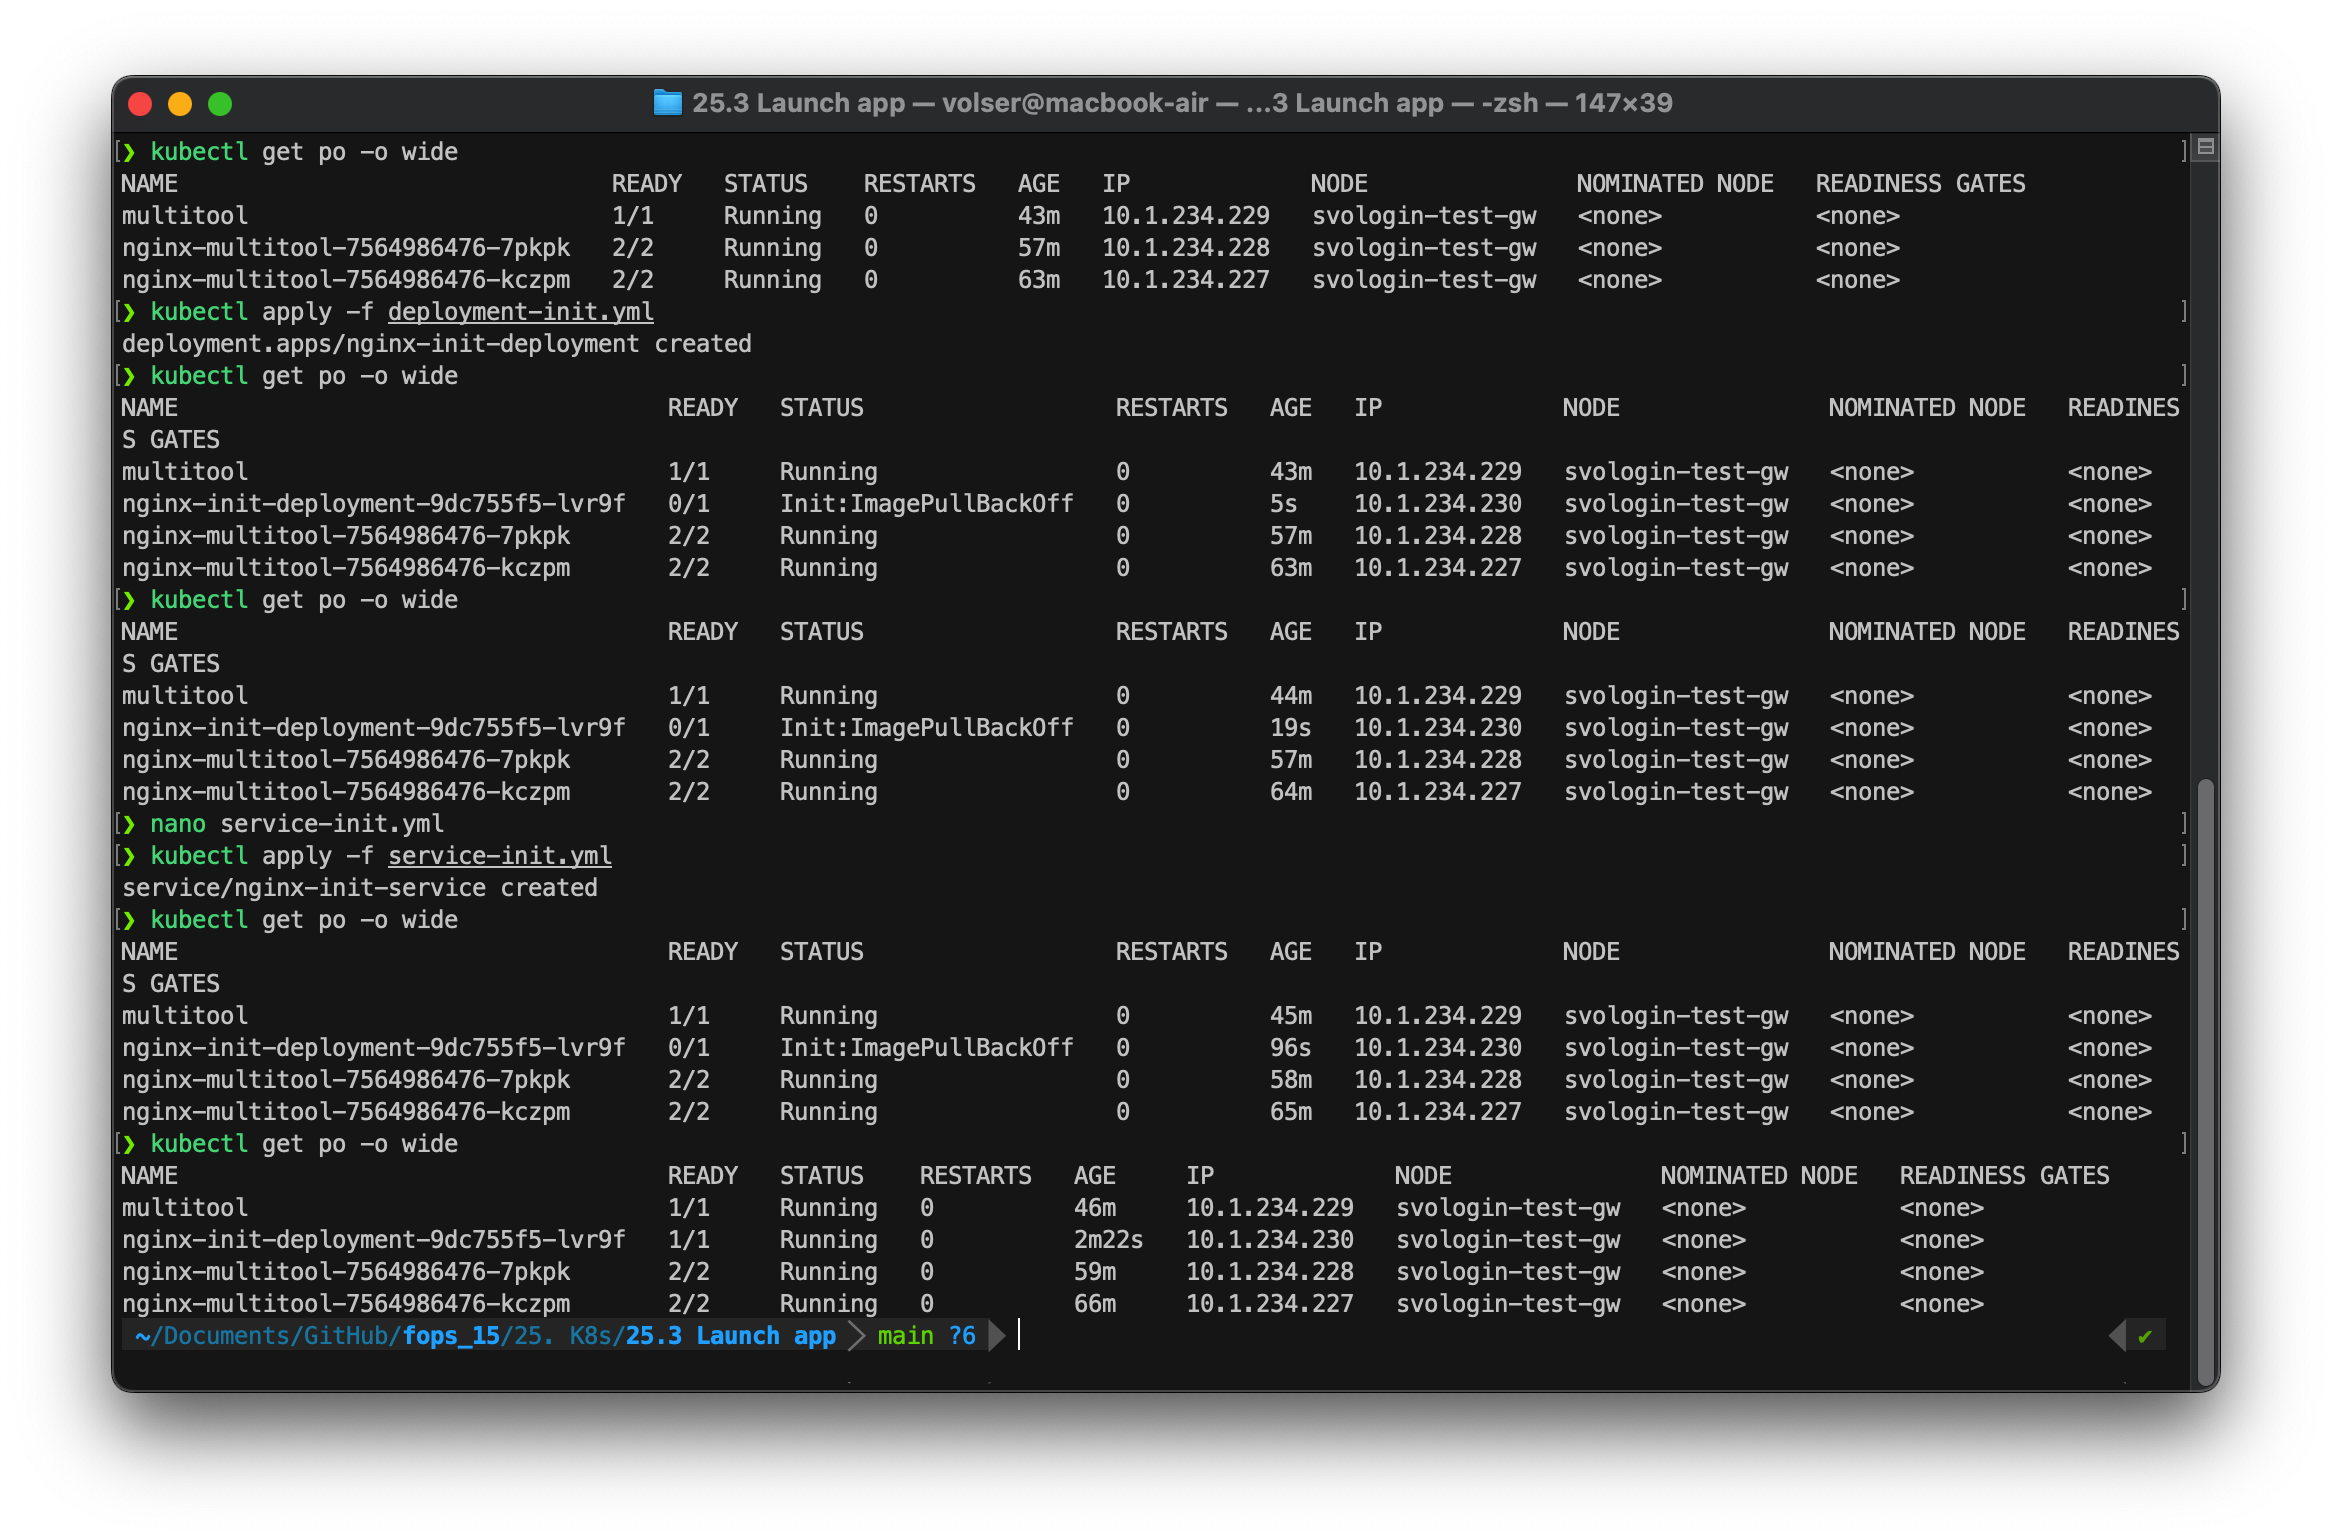 25.3 Launch app — volser@macbook-air — ...3 Launch app — -zsh — 147×39
[❯ kubectl get po -o wide ]
NAME READY STATUS RESTARTS AGE IP NODE NOMINATED NODE READINESS GATES
multitool 1/1 Running 0 43m 10.1.234.229 svologin-test-gw <none> <none>
nginx-multitool-7564986476-7pkpk 2/2 Running 0 57m 10.1.234.228 svologin-test-gw <none> <none>
nginx-multitool-7564986476-kczpm 2/2 Running 0 63m 10.1.234.227 svologin-test-gw <none> <none>
[❯ kubectl apply -f deployment-init.yml ]
deployment.apps/nginx-init-deployment created
[❯ kubectl get po -o wide ]
NAME READY STATUS RESTARTS AGE IP NODE NOMINATED NODE READINES
S GATES
multitool 1/1 Running 0 43m 10.1.234.229 svologin-test-gw <none> <none>
nginx-init-deployment-9dc755f5-lvr9f 0/1 Init:ImagePullBackOff 0 5s 10.1.234.230 svologin-test-gw <none> <none>
nginx-multitool-7564986476-7pkpk 2/2 Running 0 57m 10.1.234.228 svologin-test-gw <none> <none>
nginx-multitool-7564986476-kczpm 2/2 Running 0 63m 10.1.234.227 svologin-test-gw <none> <none>
[❯ kubectl get po -o wide ]
NAME READY STATUS RESTARTS AGE IP NODE NOMINATED NODE READINES
S GATES
multitool 1/1 Running 0 44m 10.1.234.229 svologin-test-gw <none> <none>
nginx-init-deployment-9dc755f5-lvr9f 0/1 Init:ImagePullBackOff 0 19s 10.1.234.230 svologin-test-gw <none> <none>
nginx-multitool-7564986476-7pkpk 2/2 Running 0 57m 10.1.234.228 svologin-test-gw <none> <none>
nginx-multitool-7564986476-kczpm 2/2 Running 0 64m 10.1.234.227 svologin-test-gw <none> <none>
[❯ nano service-init.yml ]
[❯ kubectl apply -f service-init.yml ]
service/nginx-init-service created
[❯ kubectl get po -o wide ]
NAME READY STATUS RESTARTS AGE IP NODE NOMINATED NODE READINES
S GATES
multitool 1/1 Running 0 45m 10.1.234.229 svologin-test-gw <none> <none>
nginx-init-deployment-9dc755f5-lvr9f 0/1 Init:ImagePullBackOff 0 96s 10.1.234.230 svologin-test-gw <none> <none>
nginx-multitool-7564986476-7pkpk 2/2 Running 0 58m 10.1.234.228 svologin-test-gw <none> <none>
nginx-multitool-7564986476-kczpm 2/2 Running 0 65m 10.1.234.227 svologin-test-gw <none> <none>
[❯ kubectl get po -o wide ]
NAME READY STATUS RESTARTS AGE IP NODE NOMINATED NODE READINESS GATES
multitool 1/1 Running 0 46m 10.1.234.229 svologin-test-gw <none> <none>
nginx-init-deployment-9dc755f5-lvr9f 1/1 Running 0 2m22s 10.1.234.230 svologin-test-gw <none> <none>
nginx-multitool-7564986476-7pkpk 2/2 Running 0 59m 10.1.234.228 svologin-test-gw <none> <none>
nginx-multitool-7564986476-kczpm 2/2 Running 0 66m 10.1.234.227 svologin-test-gw <none> <none>
~/Documents/GitHub/fops_15/25. K8s/25.3 Launch app main ?6 ✔